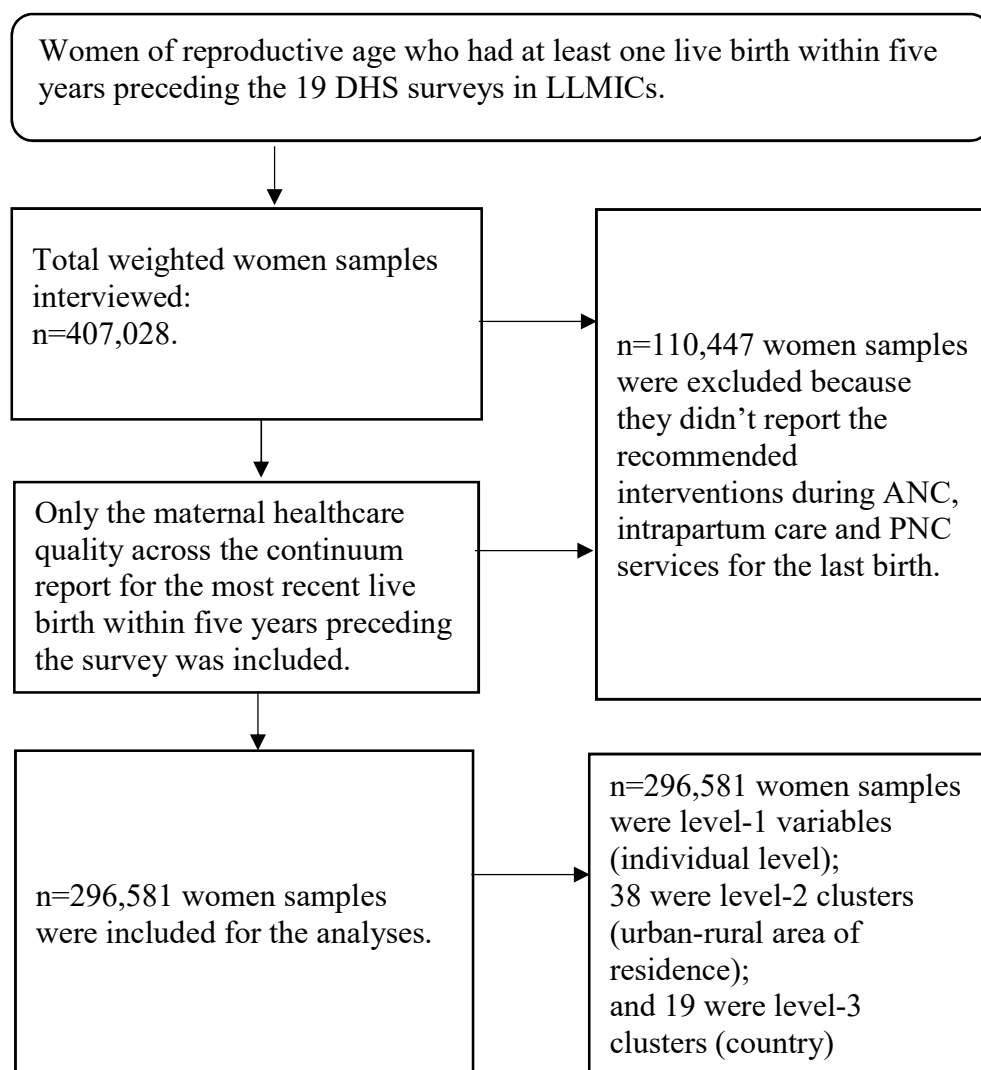 Women of reproductive age who had at least one live birth within five
years preceding the 19 DHS surveys in LLMICs.
Total weighted women samples
interviewed:
n=407,028.
n=110,447 women samples
were excluded because
they didn’t report the
recommended
interventions during ANC,
intrapartum care and PNC
services for the last birth.
Only the maternal healthcare
quality across the continuum
report for the most recent live
birth within five years preceding
the survey was included.
n=296,581 women samples
were included for the analyses.
n=296,581 women samples
were level-1 variables
(individual level);
38 were level-2 clusters
(urban-rural area of
residence);
and 19 were level-3
clusters (country)